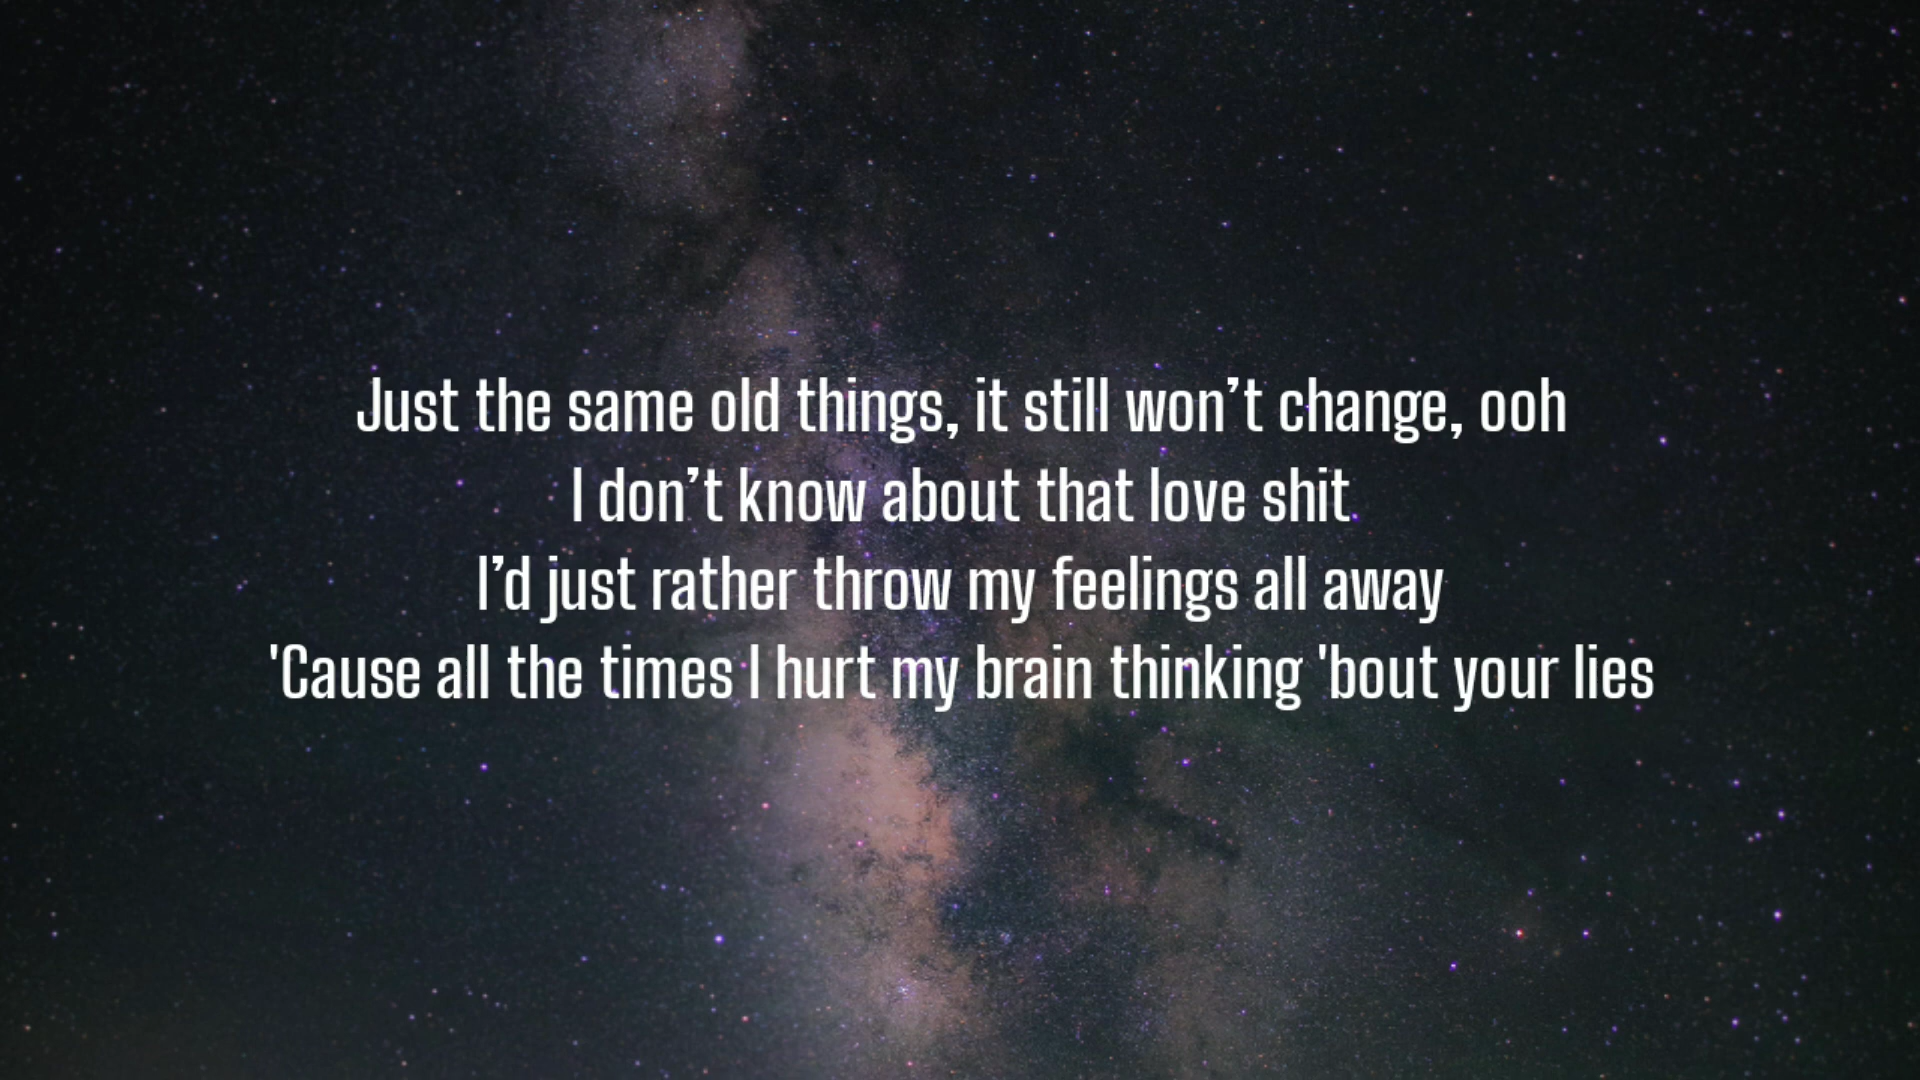 Just the same old things, it still won’t change, ooh
I don’t know about that love shit
I’d just rather throw my feelings all away
'Cause all the times I hurt my brain thinking 'bout your lies